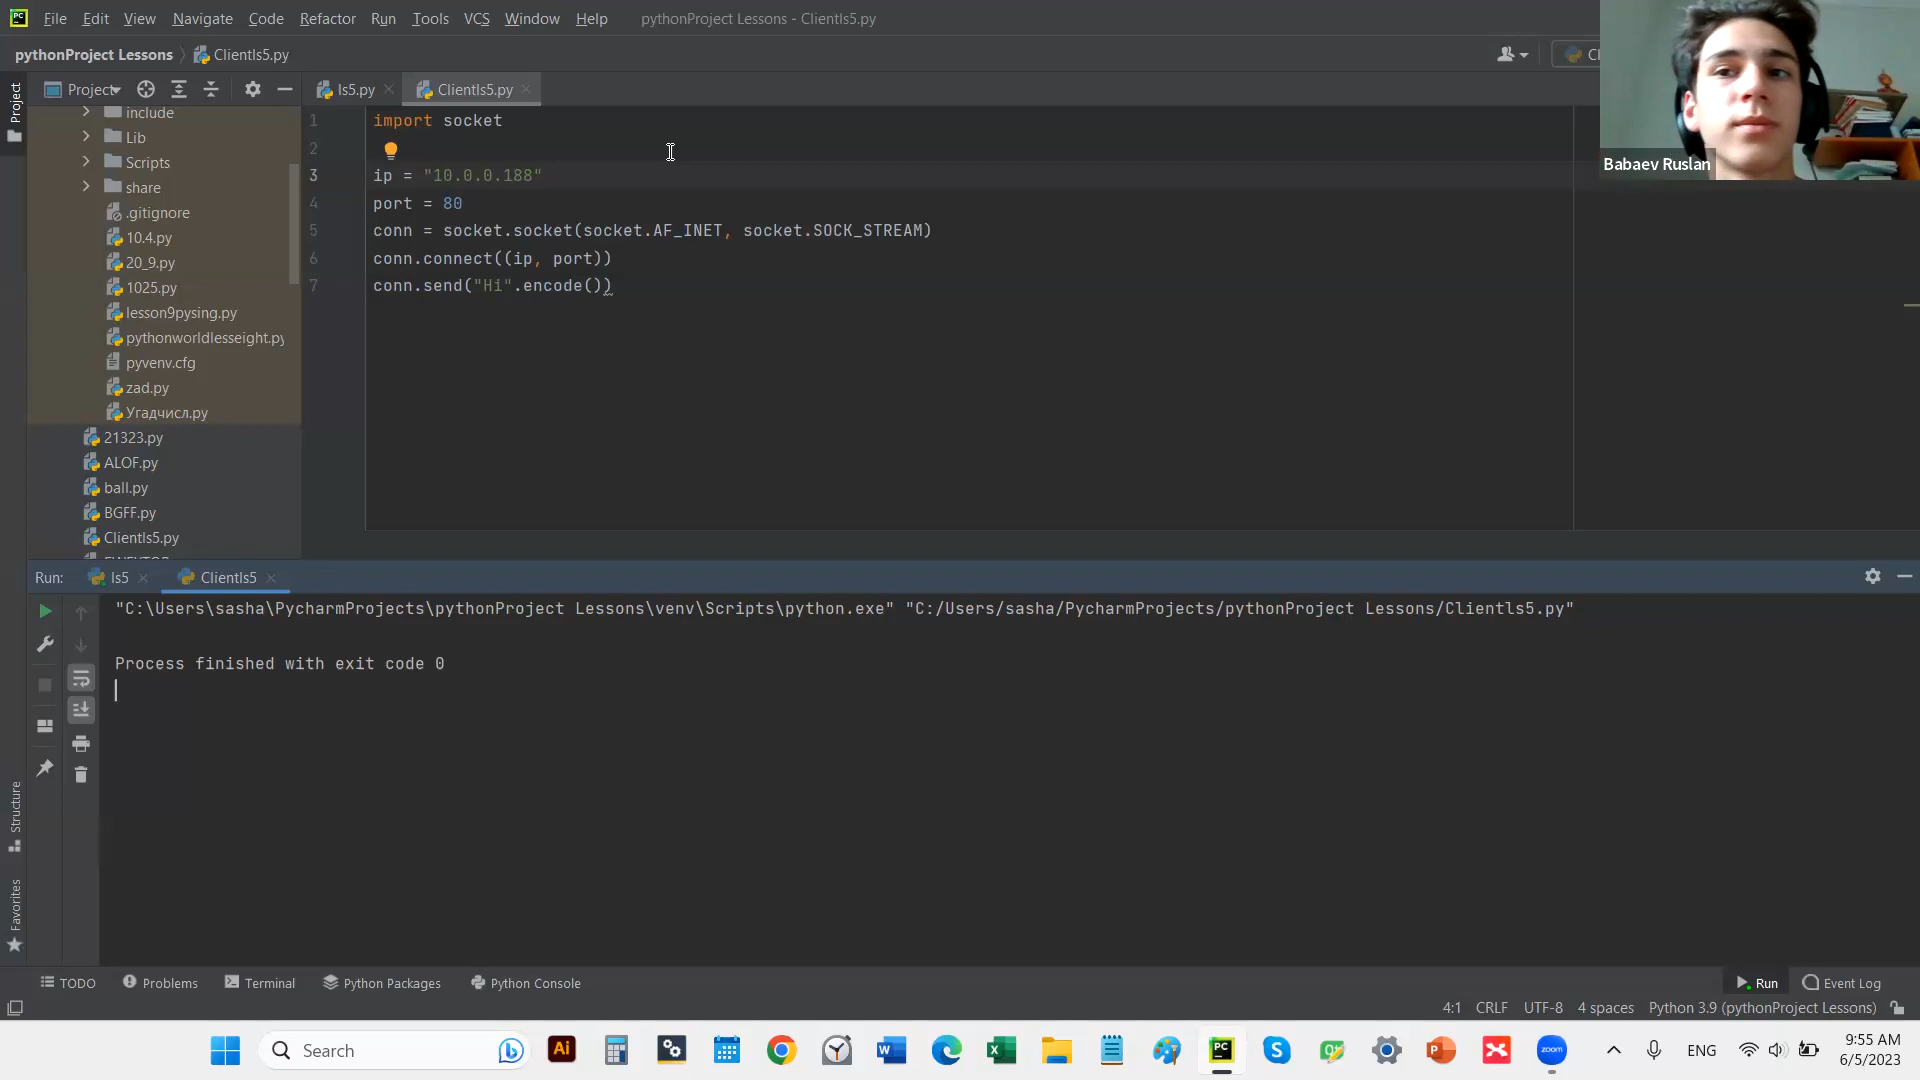 File Edit View Navigate Code Refactor Run Tools VCS Window Help pythonProject Lessons - Clientls5.py
pythonProject Lessons Clientls5.py
Project
Project
ls5.py
Clientls5.py
include
Lib
Scripts
share
.gitignore
10.4.py
20_9.py
1025.py
lesson9pysing.py
pythonworldlesseight.py
pyvenv.cfg
zad.py
Угадчисл.py
21323.py
ALOF.py
ball.py
BGFF.py
Clientls5.py
1 import socket
2
3 ip = "10.0.0.188"
4 port = 80
5 conn = socket.socket(socket.AF_INET, socket.SOCK_STREAM)
6 conn.connect((ip, port))
7 conn.send("Hi".encode())
Babaev Ruslan
Run: ls5 Clientls5
"C:\Users\sasha\PycharmProjects\pythonProject Lessons\venv\Scripts\python.exe" "C:/Users/sasha/PycharmProjects/pythonProject Lessons/Clientls5.py"
Process finished with exit code 0
Structure
Favorites
TODO Problems Terminal Python Packages Python Console Run Event Log
4:1 CRLF UTF-8 4 spaces Python 3.9 (pythonProject Lessons)
Search
Ai
zoom
ENG
9:55 AM
6/5/2023